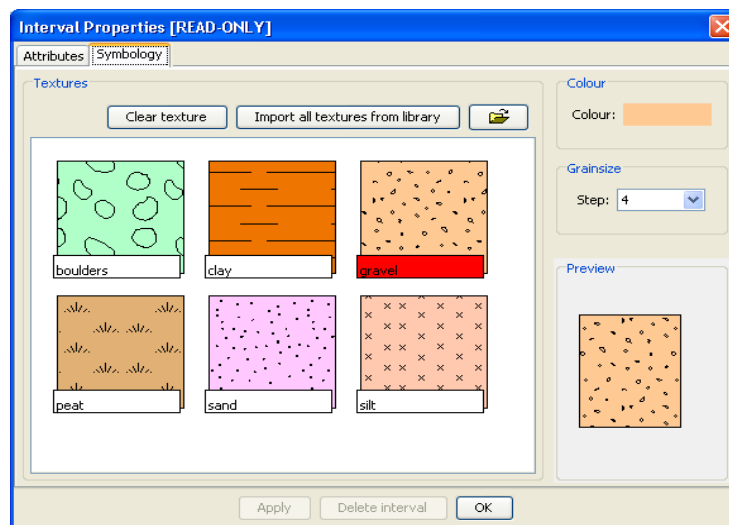 Interval Properties [READ-ONLY]
Attributes
Symbology
Textures
Clear texture
Import all textures from library
boulders
clay
gravel
peat
sand
silt
Colour
Colour:
Grainsize
Step:
4
Preview
Apply
Delete interval
OK